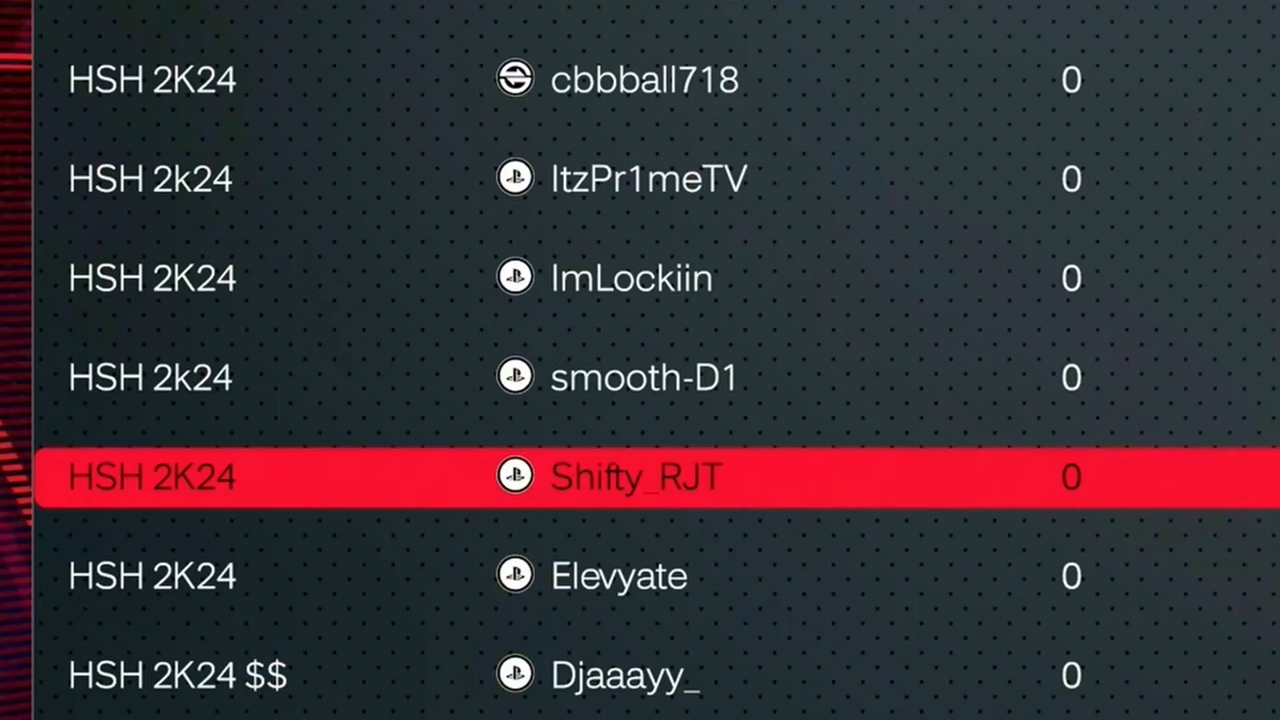 HSH 2K24 cbbball718 0
HSH 2k24 ItzPr1meTV 0
HSH 2K24 ImLockiin 0
HSH 2k24 smooth-D1 0
HSH 2K24 Shifty_RJT 0
HSH 2K24 Elevyate 0
HSH 2K24 $$ Djaaayy_ 0